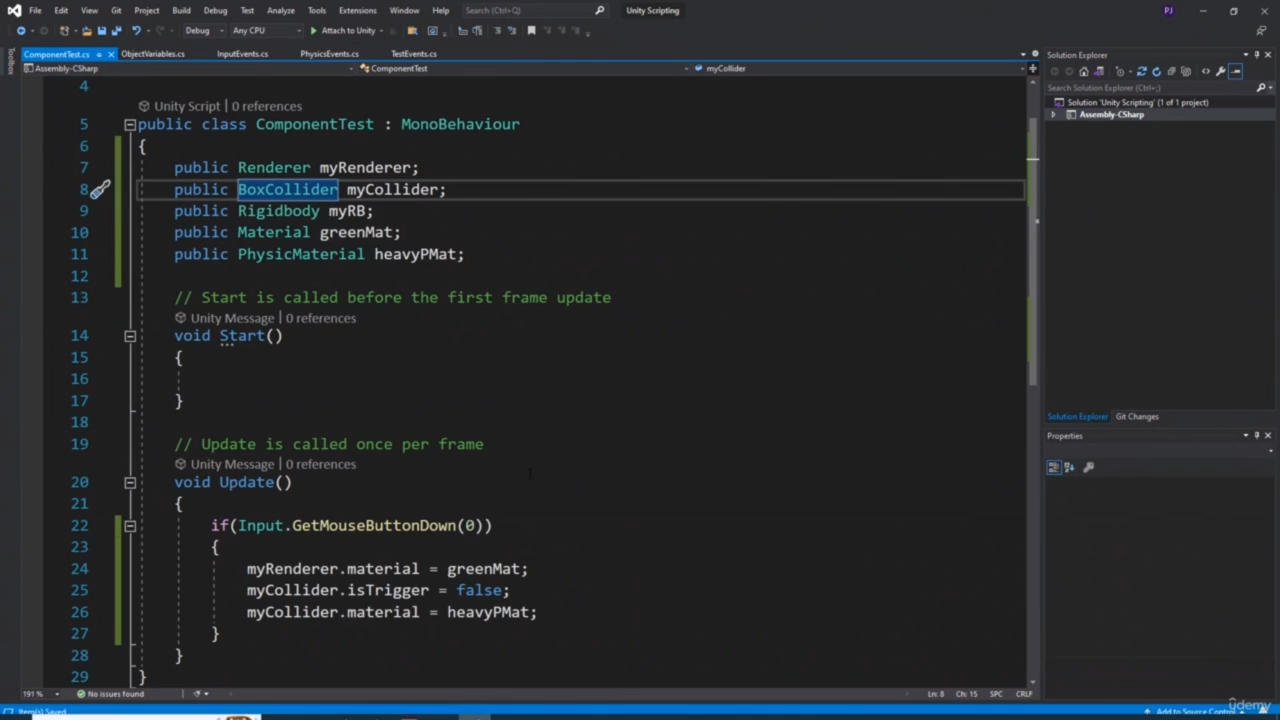 File Edit View Git Project Build Debug Test Analyze Tools Extensions Window Help Search (Ctrl+Q) Unity Scripting PJ
Debug Any CPU Attach to Unity
ComponentTest.cs ObjectVariables.cs InputEvents.cs PhysicsEvents.cs TestEvents.cs
Assembly-CSharp ComponentTest myCollider
Toolbox
4
Unity Script | 0 references
5 public class ComponentTest : MonoBehaviour
6 {
7 public Renderer myRenderer;
8 public BoxCollider myCollider;
9 public Rigidbody myRB;
10 public Material greenMat;
11 public PhysicMaterial heavyPMat;
12
13 // Start is called before the first frame update
Unity Message | 0 references
14 void Start()
15 {
16
17 }
18
19 // Update is called once per frame
Unity Message | 0 references
20 void Update()
21 {
22 if(Input.GetMouseButtonDown(0))
23 {
24 myRenderer.material = greenMat;
25 myCollider.isTrigger = false;
26 myCollider.material = heavyPMat;
27 }
28 }
29 }
191 % No issues found Ln: 8 Ch: 15 SPC CRLF
Item(s) Saved Add to Source Control
Solution Explorer
Search Solution Explorer (Ctrl+;)
Solution 'Unity Scripting' (1 of 1 project)
Assembly-CSharp
Solution Explorer Git Changes
Properties
udemy